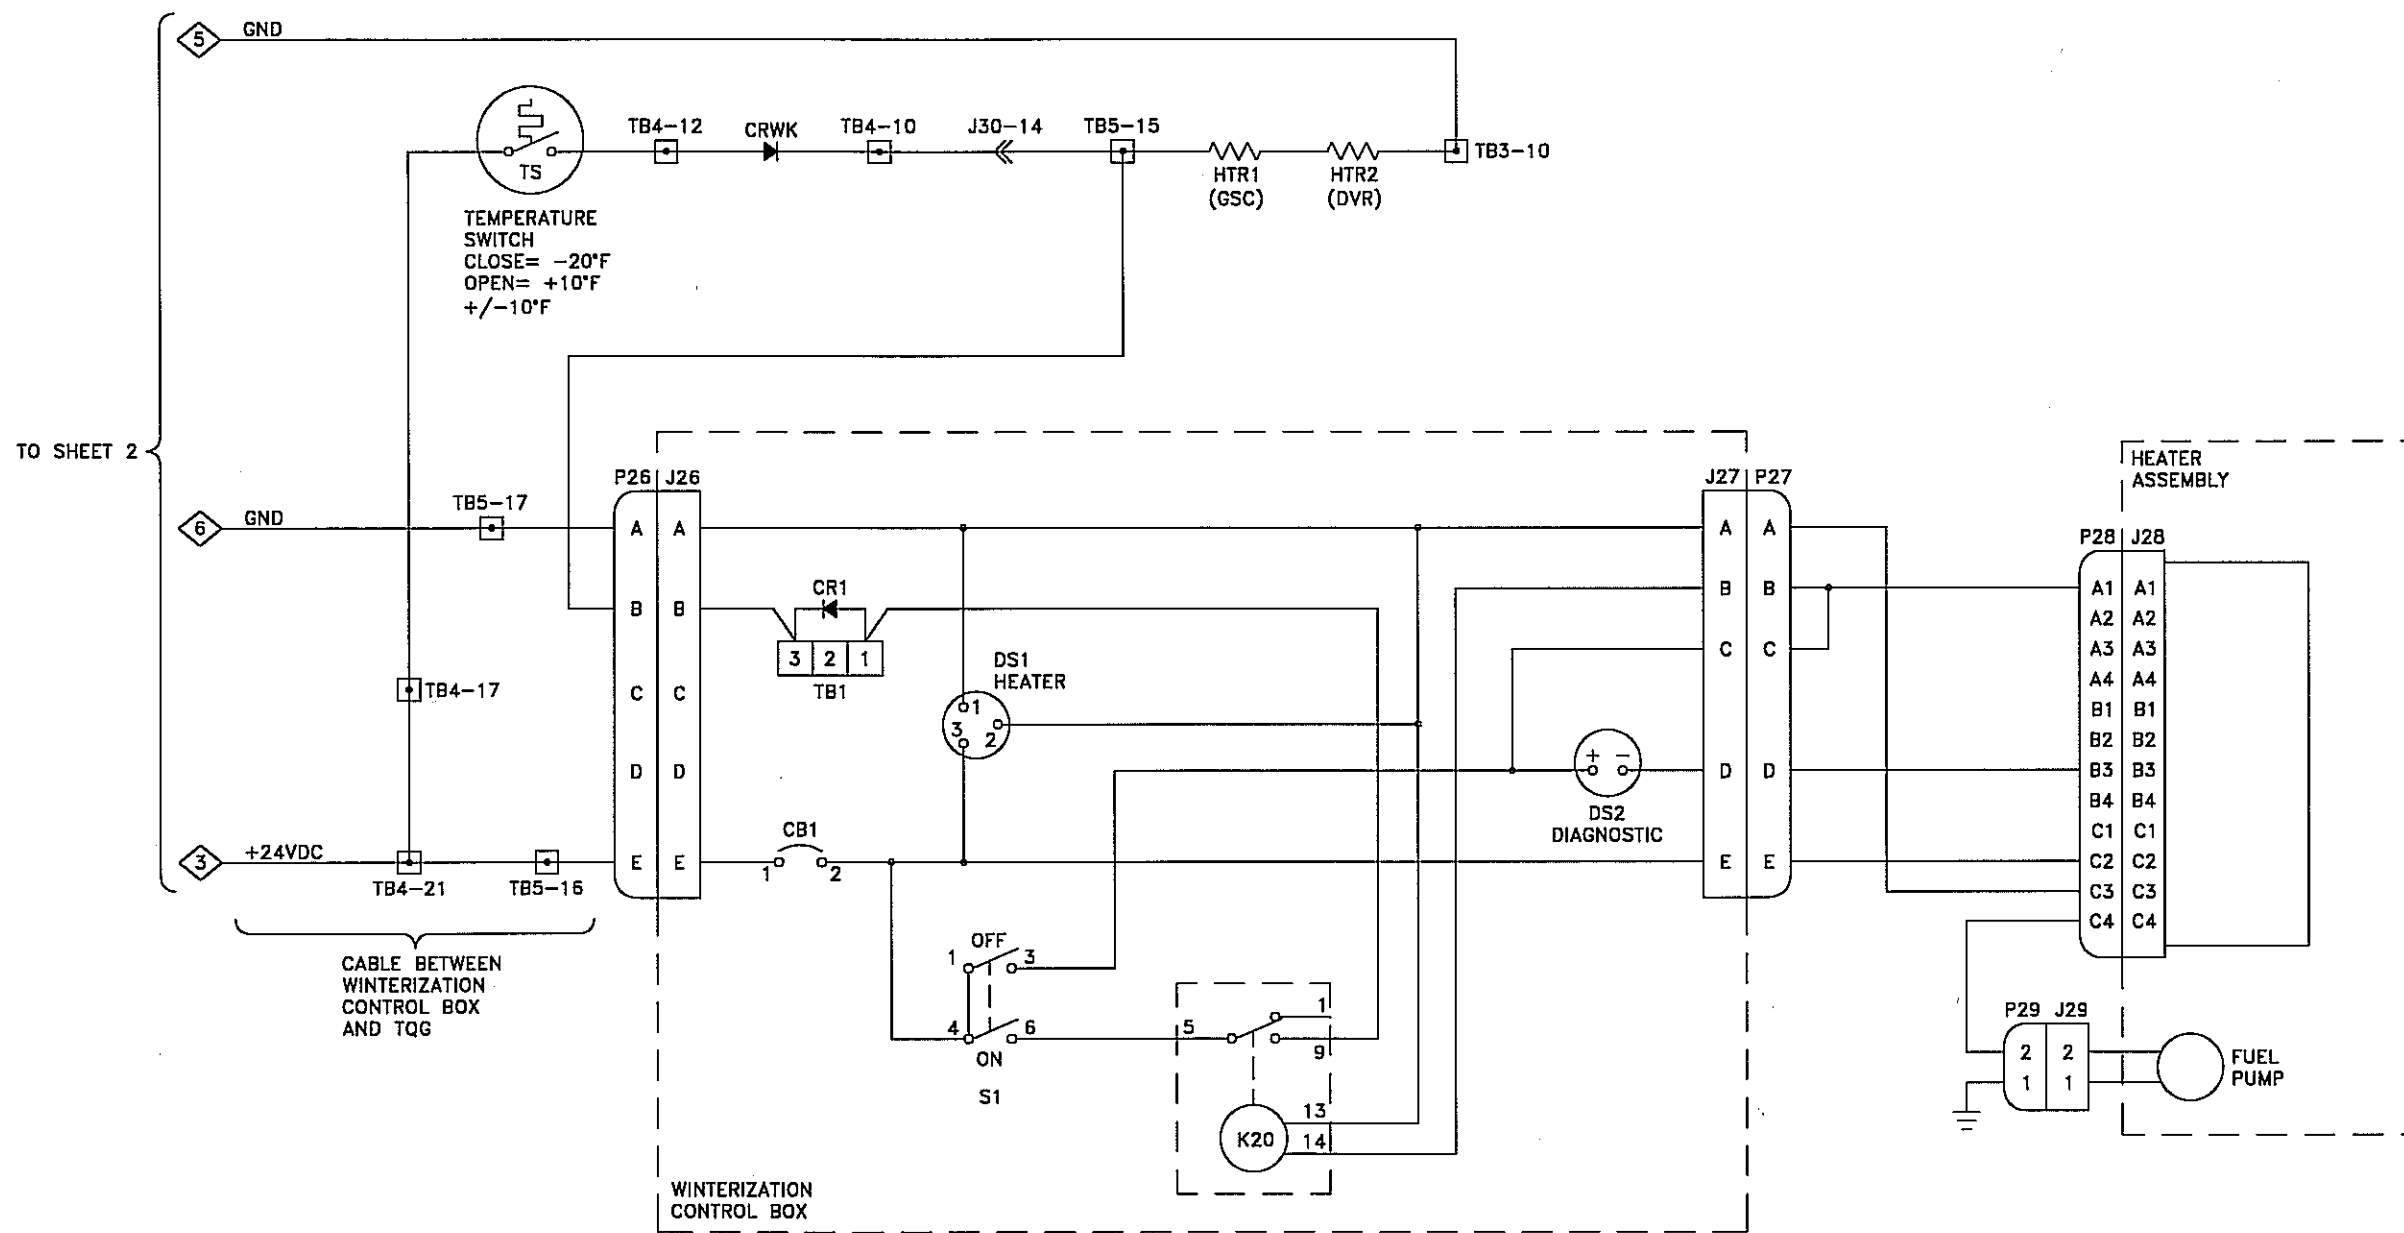 5
GND
TB4-12
CRWK
TB4-10
J30-14
TB5-15
TS
HTR1
(GSC)
HTR2
(DVR)
TB3-10
TEMPERATURE
SWITCH
CLOSE= -20°F
OPEN= +10°F
+/-10°F
TO SHEET 2
6
GND
TB5-17
TB4-17
3
+24VDC
TB4-21
TB5-16
CABLE BETWEEN
WINTERIZATION
CONTROL BOX
AND TQG
P26
J26
A A
B B
C C
D D
E E
CR1
3 2 1
TB1
DS1
HEATER
1
3
2
CB1
1 2
OFF
1 3
4 6
ON
S1
5
1
9
13
14
K20
DS2
DIAGNOSTIC
+ -
WINTERIZATION
CONTROL BOX
J27
P27
A A
B B
C C
D D
E E
HEATER
ASSEMBLY
P28 J28
A1 A1
A2 A2
A3 A3
A4 A4
B1 B1
B2 B2
B3 B3
B4 B4
C1 C1
C2 C2
C3 C3
C4 C4
P29 J29
2 2
1 1
FUEL
PUMP